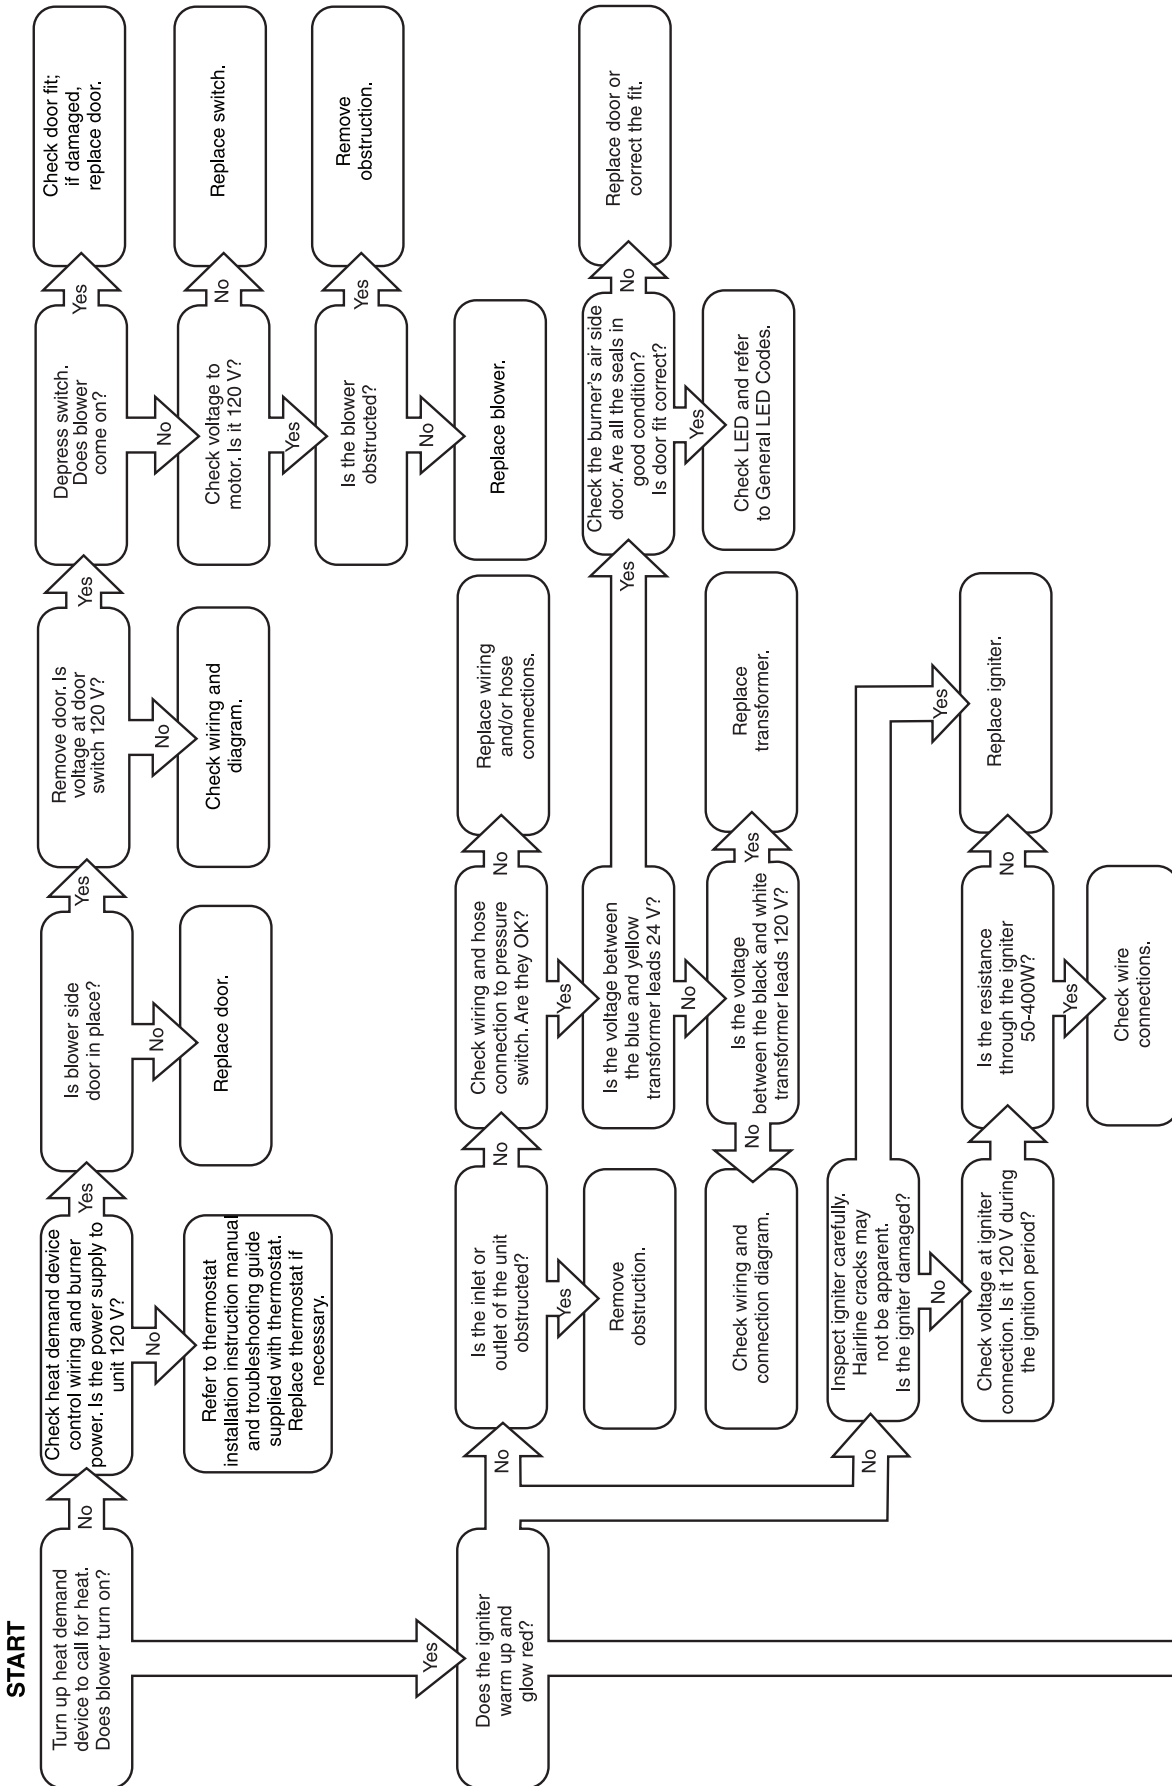 START
Turn up heat demand
device to call for heat.
Does blower turn on?
No
Check heat demand device
control wiring and burner
power. Is the power supply to
unit 120 V?
Yes
Is blower side
door in place?
Yes
Remove door. Is
voltage at door
switch 120 V?
Yes
Depress switch.
Does blower
come on?
Yes
Check door fit;
if damaged,
replace door.
No
Refer to thermostat
installation instruction manual
and troubleshooting guide
supplied with thermostat.
Replace thermostat if
necessary.
No
Replace door.
No
Check wiring and
diagram.
No
Check voltage to
motor. Is it 120 V?
No
Replace switch.
Yes
Is the blower
obstructed?
Yes
Remove
obstruction.
No
Replace blower.
Yes
Does the igniter
warm up and
glow red?
No
Is the inlet or
outlet of the unit
obstructed?
No
Check wiring and hose
connection to pressure
switch. Are they OK?
No
Replace wiring
and/or hose
connections.
Yes
Remove
obstruction.
Yes
Is the voltage between
the blue and yellow
transformer leads 24 V?
Yes
Check the burner's air side
door. Are all the seals in
good condition?
Is door fit correct?
No
Replace door or
correct the fit.
Yes
Check LED and refer
to General LED Codes.
No
Is the voltage
between the black and white
transformer leads 120 V?
Yes
Replace
transformer.
No
Check wiring and
connection diagram.
No
Inspect igniter carefully.
Hairline cracks may
not be apparent.
Is the igniter damaged?
Yes
Replace igniter.
No
Check voltage at igniter
connection. Is it 120 V during
the ignition period?
Is the resistance
through the igniter
50-400W?
No
Yes
Check wire
connections.